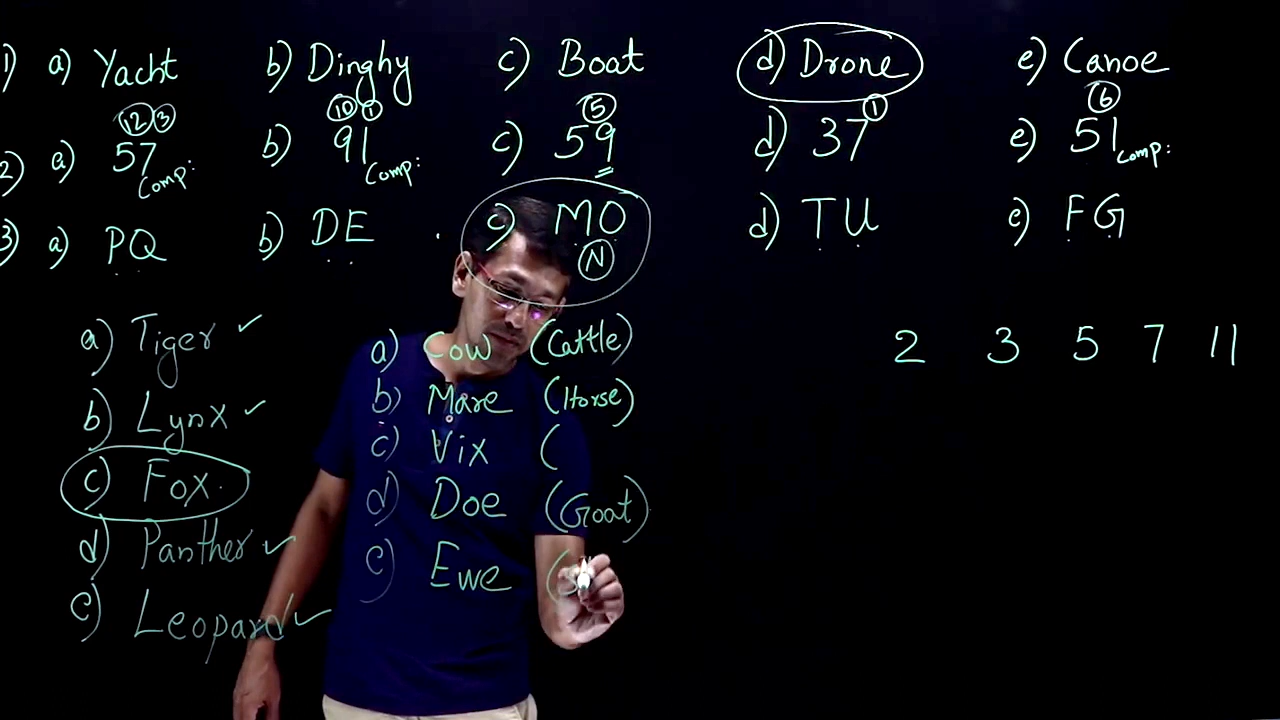 1) a) Yacht b) Dinghy c) Boat d) Drone e) Canoe
12 3 10 1 5 1 6
2) a) 57 Comp: b) 91 Comp: c) 59 d) 37 e) 51 Comp:
3) a) PQ b) DE c) MO d) TU e) FG
N
a) Tiger ✓
b) Lynx ✓
c) Fox
d) Panther ✓
e) Leopard ✓
a) Cow (Cattle)
b) Mare (Horse)
c) Vix (
d) Doe (Goat)
e) Ewe (
2 3 5 7 11